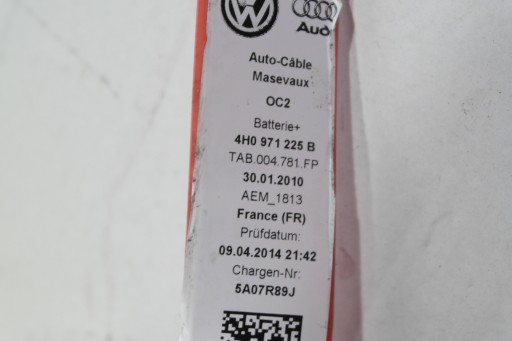 Audi
Auto-Câble
Masevaux
OC2
Batterie+
4H0 971 225 B
TAB.004.781.FP
30.01.2010
AEM_1813
France (FR)
Prüfdatum:
09.04.2014 21:42
Chargen-Nr:
5A07R89J